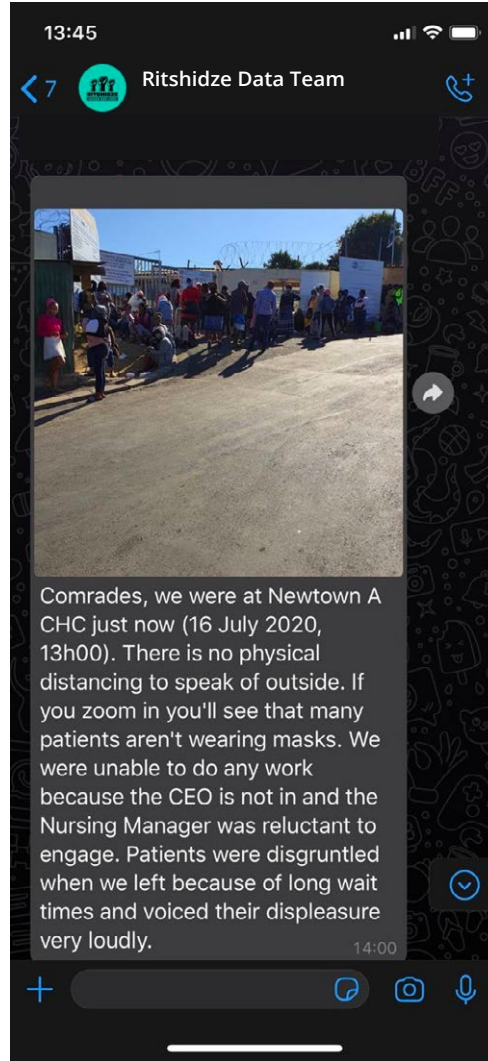 13:45
7
Ritshidze Data Team
RITSHIDZE
Comrades, we were at Newtown A
CHC just now (16 July 2020,
13h00). There is no physical
distancing to speak of outside. If
you zoom in you'll see that many
patients aren't wearing masks. We
were unable to do any work
because the CEO is not in and the
Nursing Manager was reluctant to
engage. Patients were disgruntled
when we left because of long wait
times and voiced their displeasure
very loudly.
14:00